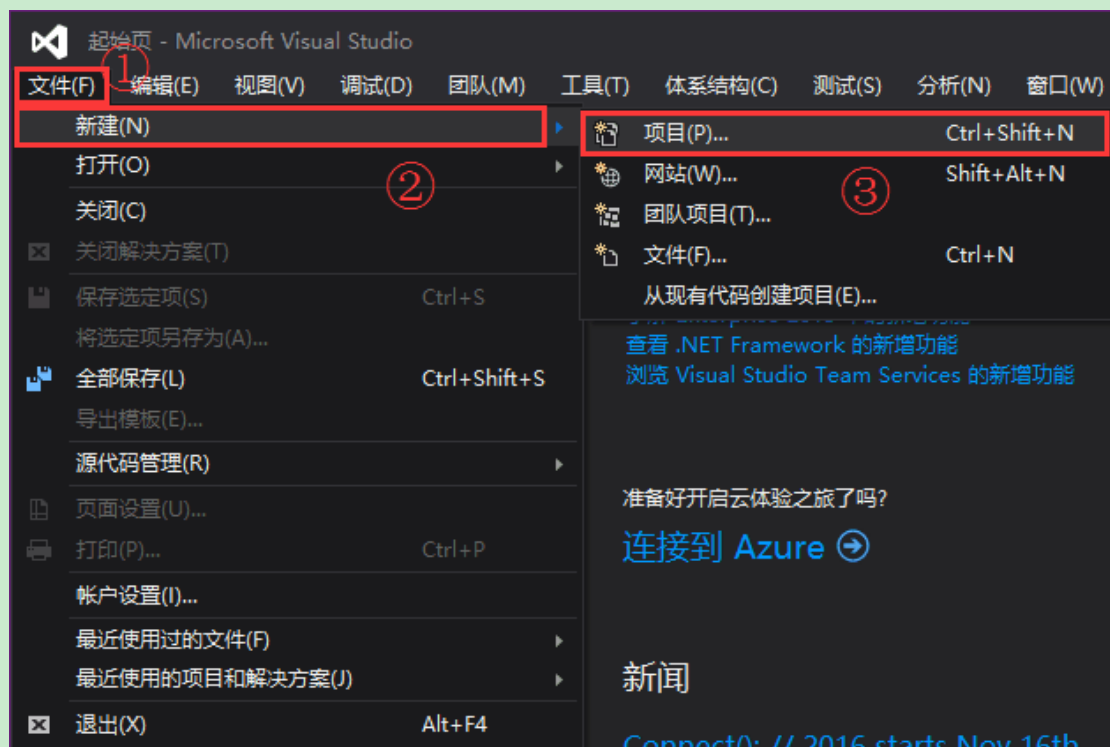 起始页 - Microsoft Visual Studio
①
文件(F) 编辑(E) 视图(V) 调试(D) 团队(M) 工具(T) 体系结构(C) 测试(S) 分析(N) 窗口(W)
新建(N)
打开(O)
②
关闭(C)
关闭解决方案(T)
保存选定项(S) Ctrl+S
将选定项另存为(A)...
全部保存(L) Ctrl+Shift+S
导出模板(E)...
源代码管理(R)
页面设置(U)...
打印(P)... Ctrl+P
帐户设置(I)...
最近使用过的文件(F)
最近使用的项目和解决方案(J)
退出(X) Alt+F4
项目(P)... Ctrl+Shift+N
网站(W)... Shift+Alt+N
③
团队项目(T)...
文件(F)... Ctrl+N
从现有代码创建项目(E)...
查看 .NET Framework 的新增功能
浏览 Visual Studio Team Services 的新增功能
准备好开启云体验之旅了吗?
连接到 Azure
新闻
Connect(); // 2016 starts Nov 16th